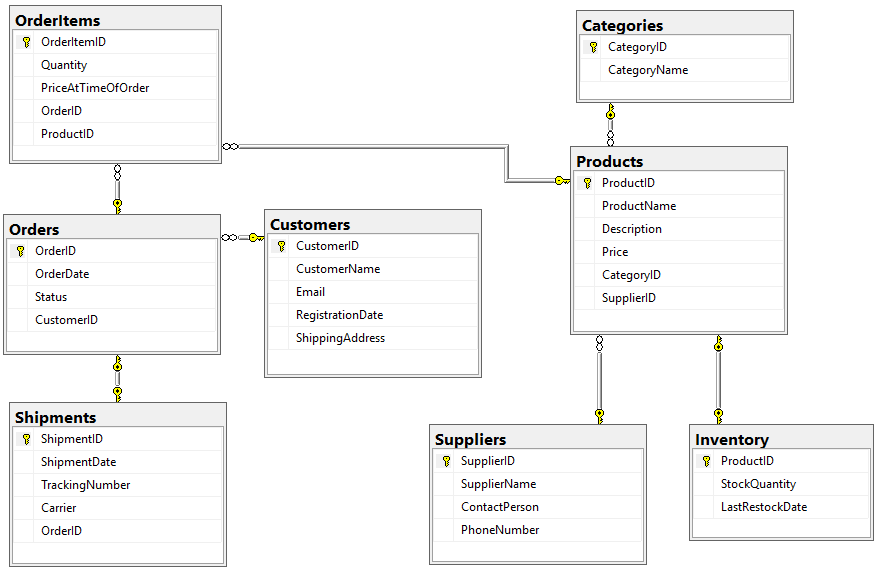 OrderItems
OrderItemID
Quantity
PriceAtTimeOfOrder
OrderID
ProductID
Categories
CategoryID
CategoryName
Products
ProductID
ProductName
Description
Price
CategoryID
SupplierID
Orders
OrderID
OrderDate
Status
CustomerID
Customers
CustomerID
CustomerName
Email
RegistrationDate
ShippingAddress
Shipments
ShipmentID
ShipmentDate
TrackingNumber
Carrier
OrderID
Suppliers
SupplierID
SupplierName
ContactPerson
PhoneNumber
Inventory
ProductID
StockQuantity
LastRestockDate